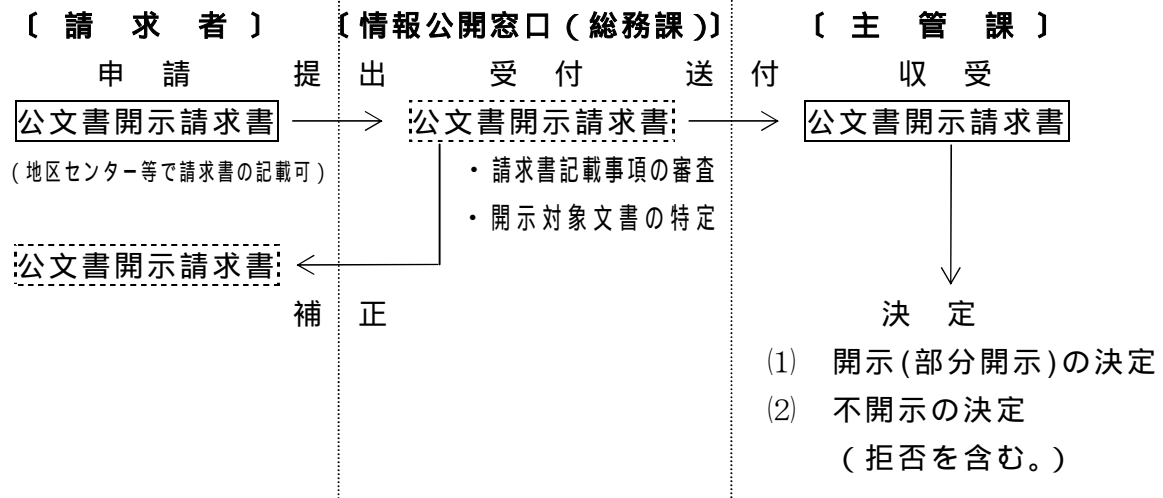 〔 請 求 者 〕 〔情報公開窓口(総務課)〕 〔 主 管 課 〕
申 請 提 出 受 付 送 付 収 受
公文書開示請求書 公文書開示請求書 公文書開示請求書
(地区センター等で請求書の記載可)
・請求書記載事項の審査
・開示対象文書の特定
公文書開示請求書
補 正 決 定
⑴ 開示(部分開示)の決定
⑵ 不開示の決定
(拒否を含む。)